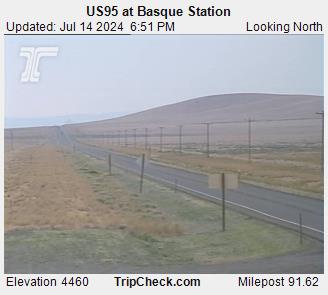 US95 at Basque Station
Updated: Jul 14 2024 6:51 PM Looking North
Elevation 4460 TripCheck.com Milepost 91.62